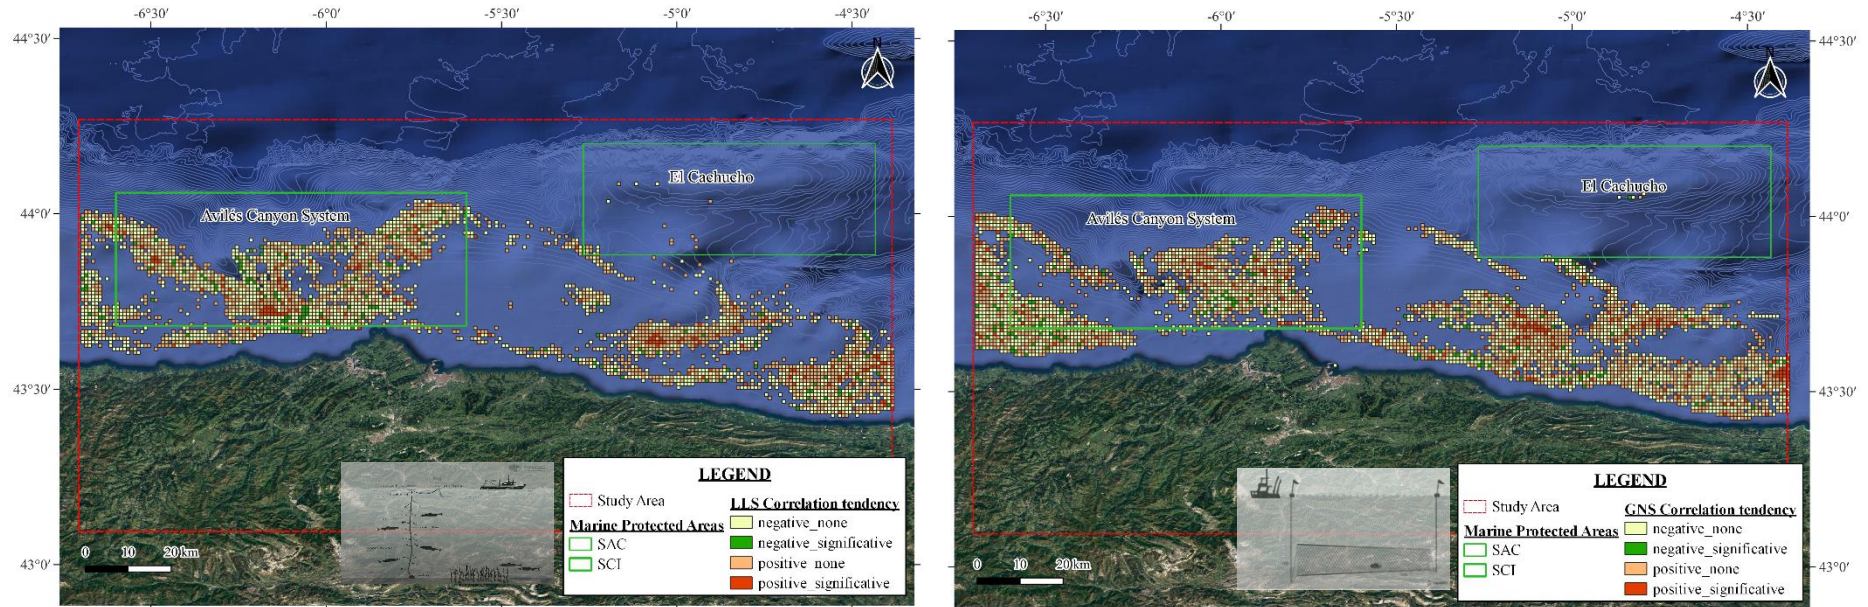 -6°30' -6°0' -5°30' -5°0' -4°30'
44°30'
44°0'
43°30'
43°0'
N
El Cachucho
Avilés Canyon System
0 10 20 km
LEGEND
Study Area
Marine Protected Areas
SAC
SCI
LLS Correlation tendency
negative_none
negative_significative
positive_none
positive_significative
-6°30' -6°0' -5°30' -5°0' -4°30'
44°30'
44°0'
43°30'
43°0'
N
El Cachucho
Avilés Canyon System
0 10 20 km
LEGEND
Study Area
Marine Protected Areas
SAC
SCI
GNS Correlation tendency
negative_none
negative_significative
positive_none
positive_significative